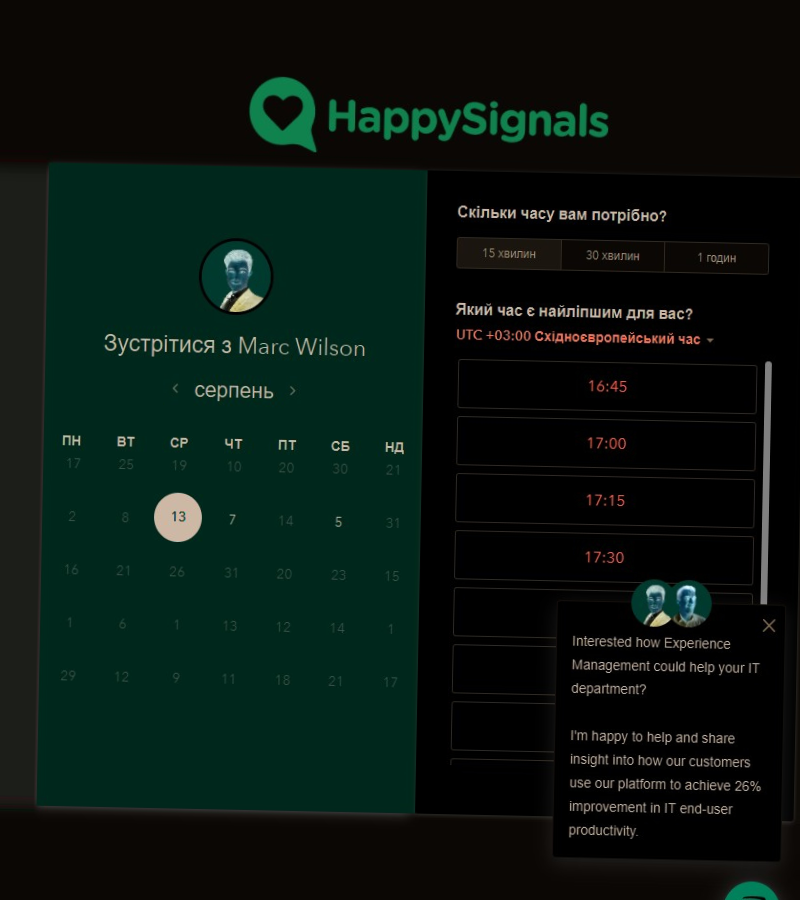 HappySignals
Зустрітися з Marc Wilson
серпень
ПН ВТ СР ЧТ ПТ СБ НД
17 25 19 10 20 30 21
2 8 13 7 14 5 31
16 21 26 31 20 23 15
1 6 1 13 12 14 1
29 12 9 11 18 21 17
Скільки часу вам потрібно?
15 хвилин 30 хвилин 1 годин
Який час є найліпшим для вас?
UTC +03:00 Східноєвропейський час
16:45
17:00
17:15
17:30
Interested how Experience
Management could help your IT
department?
I'm happy to help and share
insight into how our customers
use our platform to achieve 26%
improvement in IT end-user
productivity.